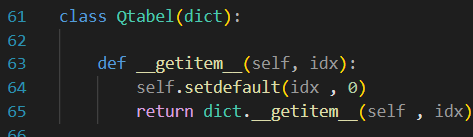 61 class Qtabel(dict):
62
63 def __getitem__(self, idx):
64 self.setdefault(idx , 0)
65 return dict.__getitem__(self , idx)
66